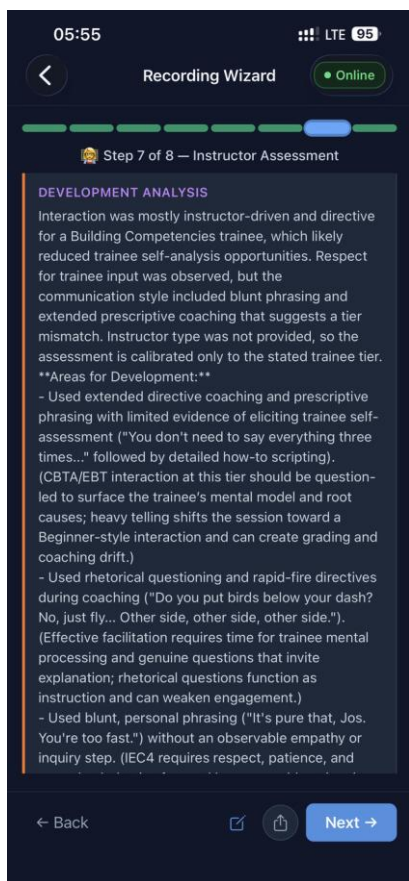 05:55
LTE 95
Recording Wizard
Online
Step 7 of 8 — Instructor Assessment
DEVELOPMENT ANALYSIS
Interaction was mostly instructor-driven and directive
for a Building Competencies trainee, which likely
reduced trainee self-analysis opportunities. Respect
for trainee input was observed, but the
communication style included blunt phrasing and
extended prescriptive coaching that suggests a tier
mismatch. Instructor type was not provided, so the
assessment is calibrated only to the stated trainee tier.
**Areas for Development:**
- Used extended directive coaching and prescriptive
phrasing with limited evidence of eliciting trainee self-
assessment ("You don't need to say everything three
times..." followed by detailed how-to scripting).
(CBTA/EBT interaction at this tier should be question-
led to surface the trainee's mental model and root
causes; heavy telling shifts the session toward a
Beginner-style interaction and can create grading and
coaching drift.)
- Used rhetorical questioning and rapid-fire directives
during coaching ("Do you put birds below your dash?
No, just fly... Other side, other side, other side.").
(Effective facilitation requires time for trainee mental
processing and genuine questions that invite
explanation; rhetorical questions function as
instruction and can weaken engagement.)
- Used blunt, personal phrasing ("It's pure that, Jos.
You're too fast.") without an observable empathy or
inquiry step. (IEC4 requires respect, patience, and
← Back
Next →